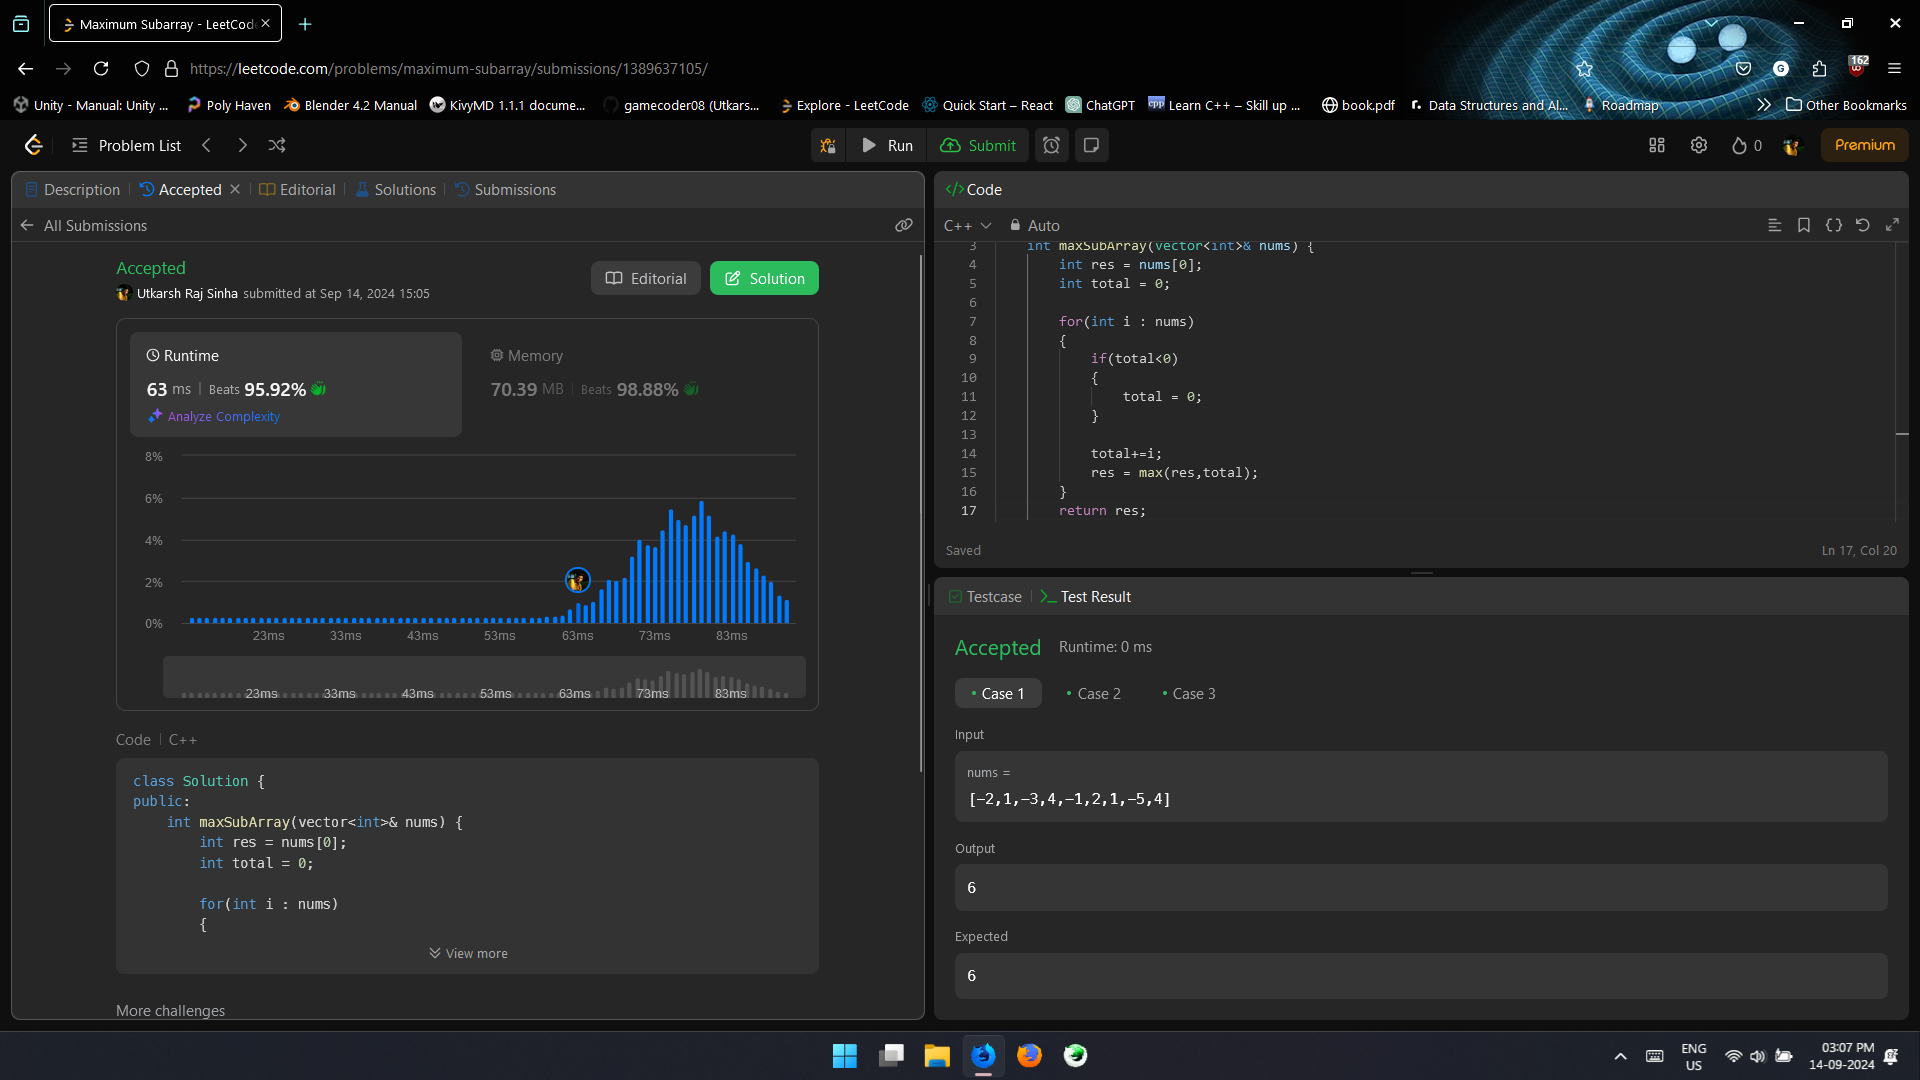 Maximum Subarray - LeetCode
https://leetcode.com/problems/maximum-subarray/submissions/1389637105/
162
Unity - Manual: Unity ...
Poly Haven
Blender 4.2 Manual
KivyMD 1.1.1 docume...
gamecoder08 (Utkars...
Explore - LeetCode
Quick Start – React
ChatGPT
Learn C++ – Skill up ...
book.pdf
Data Structures and Al...
Roadmap
Other Bookmarks
Problem List
Run
Submit
0
Premium
Description
Accepted
Editorial
Solutions
Submissions
All Submissions
Accepted
Utkarsh Raj Sinha submitted at Sep 14, 2024 15:05
Editorial
Solution
Runtime
63 ms | Beats 95.92%
Analyze Complexity
Memory
70.39 MB | Beats 98.88%
8%
6%
4%
2%
0%
23ms 33ms 43ms 53ms 63ms 73ms 83ms
23ms 33ms 43ms 53ms 63ms 73ms 83ms
Code | C++
class Solution {
public:
    int maxSubArray(vector<int>& nums) {
        int res = nums[0];
        int total = 0;
        for(int i : nums)
        {
View more
More challenges
</> Code
C++
Auto
3 int maxSubArray(vector<int>& nums) {
4 int res = nums[0];
5 int total = 0;
6
7 for(int i : nums)
8 {
9 if(total<0)
10 {
11 total = 0;
12 }
13
14 total+=i;
15 res = max(res,total);
16 }
17 return res;
Saved
Ln 17, Col 20
Testcase
Test Result
Accepted
Runtime: 0 ms
Case 1
Case 2
Case 3
Input
nums =
[-2,1,-3,4,-1,2,1,-5,4]
Output
6
Expected
6
ENG
US
03:07 PM
14-09-2024